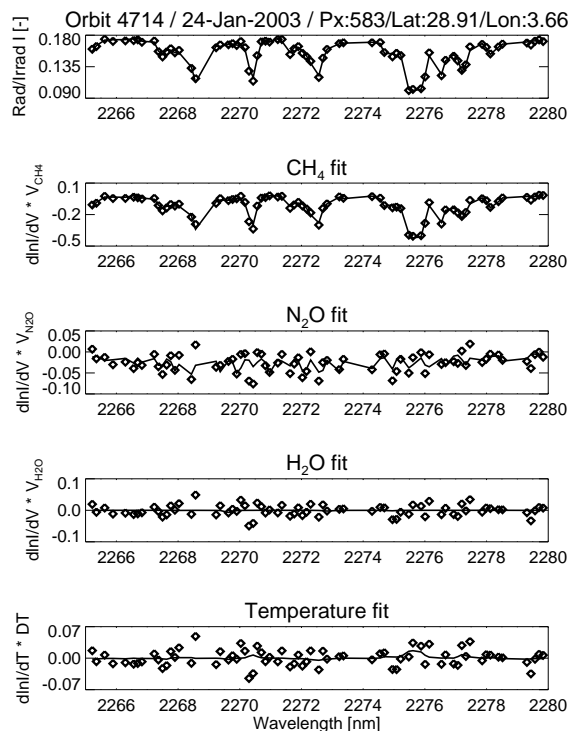 Orbit 4714 / 24-Jan-2003 / Px:583/Lat:28.91/Lon:3.66
Rad/Irrad I [-]
0.180
0.135
0.090
2266 2268 2270 2272 2274 2276 2278 2280
CH4 fit
dlnI/dV * VCH4
0.1
-0.2
-0.5
2266 2268 2270 2272 2274 2276 2278 2280
N2O fit
dlnI/dV * VN2O
0.05
0.00
-0.05
-0.10
2266 2268 2270 2272 2274 2276 2278 2280
H2O fit
dlnI/dV * VH2O
0.1
0.0
-0.1
2266 2268 2270 2272 2274 2276 2278 2280
Temperature fit
dlnI/dT * DT
0.07
0.00
-0.07
2266 2268 2270 2272 2274 2276 2278 2280
Wavelength [nm]